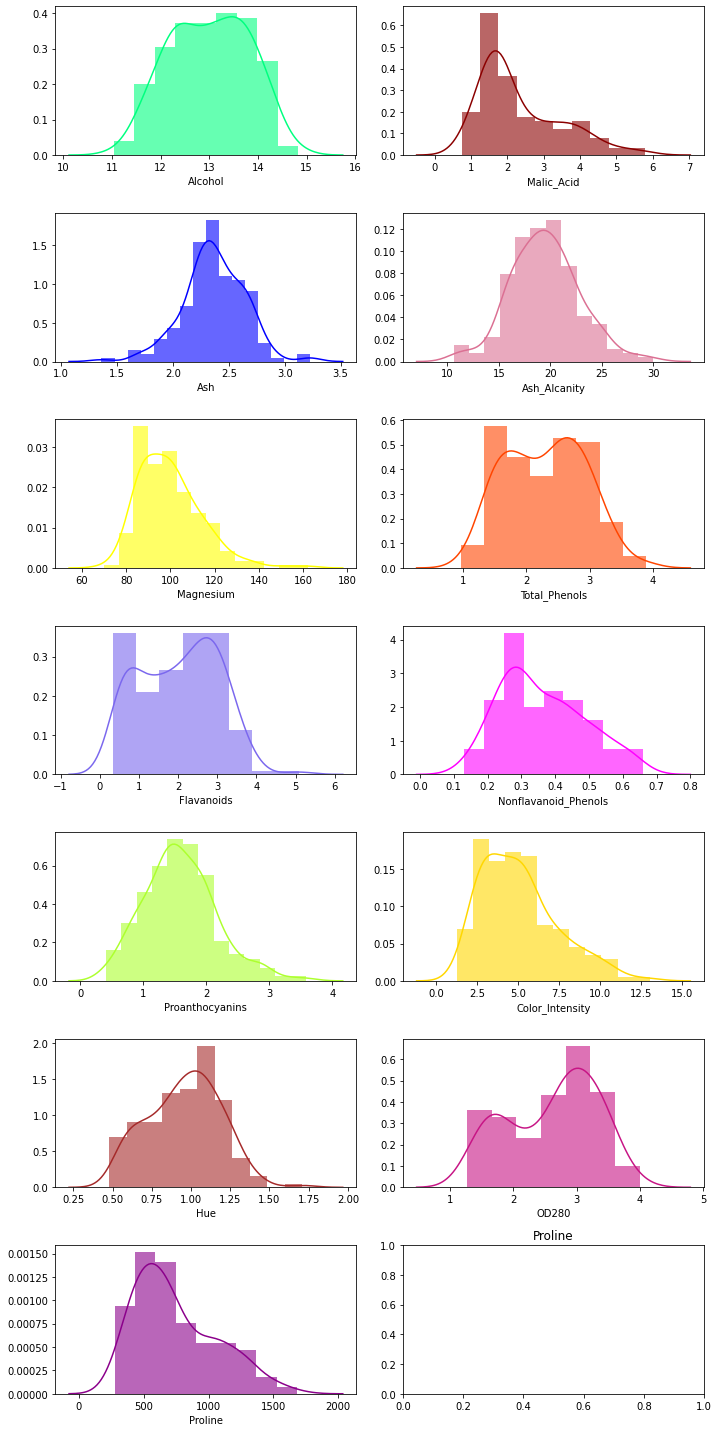 0.4
0.3
0.2
0.1
0.0
10 11 12 13 14 15 16
Alcohol
0.6
0.5
0.4
0.3
0.2
0.1
0.0
0 1 2 3 4 5 6 7
Malic_Acid
1.5
1.0
0.5
0.0
1.0 1.5 2.0 2.5 3.0 3.5
Ash
0.12
0.10
0.08
0.06
0.04
0.02
0.00
10 15 20 25 30
Ash_Alcanity
0.03
0.02
0.01
0.00
60 80 100 120 140 160 180
Magnesium
0.6
0.5
0.4
0.3
0.2
0.1
0.0
1 2 3 4
Total_Phenols
0.3
0.2
0.1
0.0
−1 0 1 2 3 4 5 6
Flavanoids
4
3
2
1
0
0.0 0.1 0.2 0.3 0.4 0.5 0.6 0.7 0.8
Nonflavanoid_Phenols
0.6
0.4
0.2
0.0
0 1 2 3 4
Proanthocyanins
0.15
0.10
0.05
0.00
0.0 2.5 5.0 7.5 10.0 12.5 15.0
Color_Intensity
2.0
1.5
1.0
0.5
0.0
0.25 0.50 0.75 1.00 1.25 1.50 1.75 2.00
Hue
0.6
0.5
0.4
0.3
0.2
0.1
0.0
1 2 3 4 5
OD280
0.00150
0.00125
0.00100
0.00075
0.00050
0.00025
0.00000
0 500 1000 1500 2000
Proline
Proline
1.0
0.8
0.6
0.4
0.2
0.0
0.0 0.2 0.4 0.6 0.8 1.0